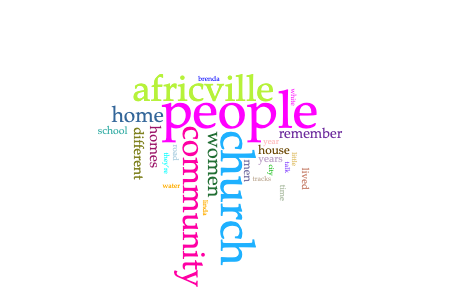 brenda
africville
white
people
home
school
different
homes
community
women
church
remember
year
house
years
men
road
they're
water
linda
tracks
city
talk
little
lived
time